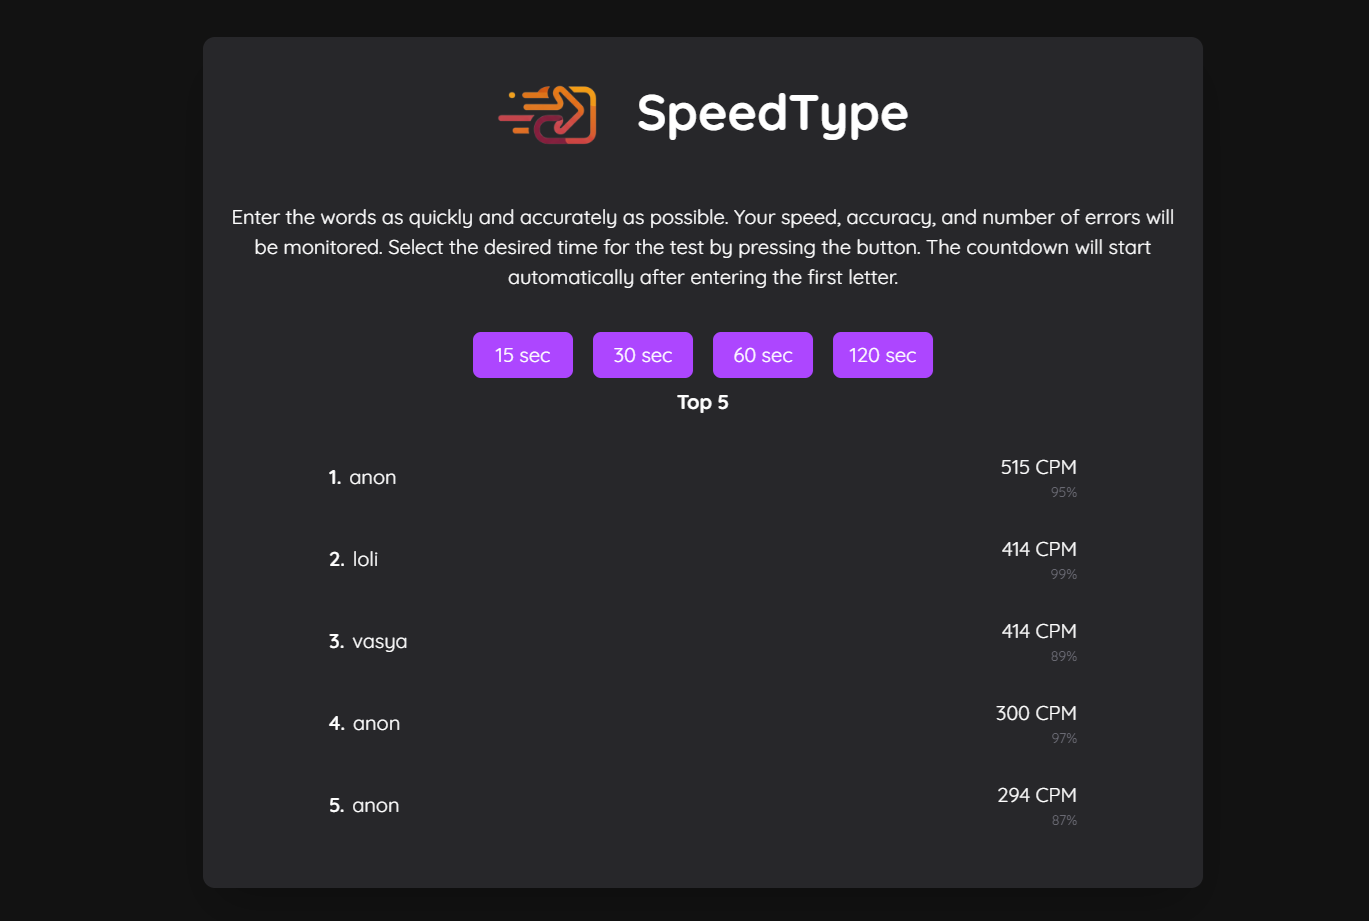 SpeedType
Enter the words as quickly and accurately as possible. Your speed, accuracy, and number of errors will
be monitored. Select the desired time for the test by pressing the button. The countdown will start
automatically after entering the first letter.
15 sec 30 sec 60 sec 120 sec
Top 5
1. anon 515 CPM
95%
2. loli 414 CPM
99%
3. vasya 414 CPM
89%
4. anon 300 CPM
97%
5. anon 294 CPM
87%